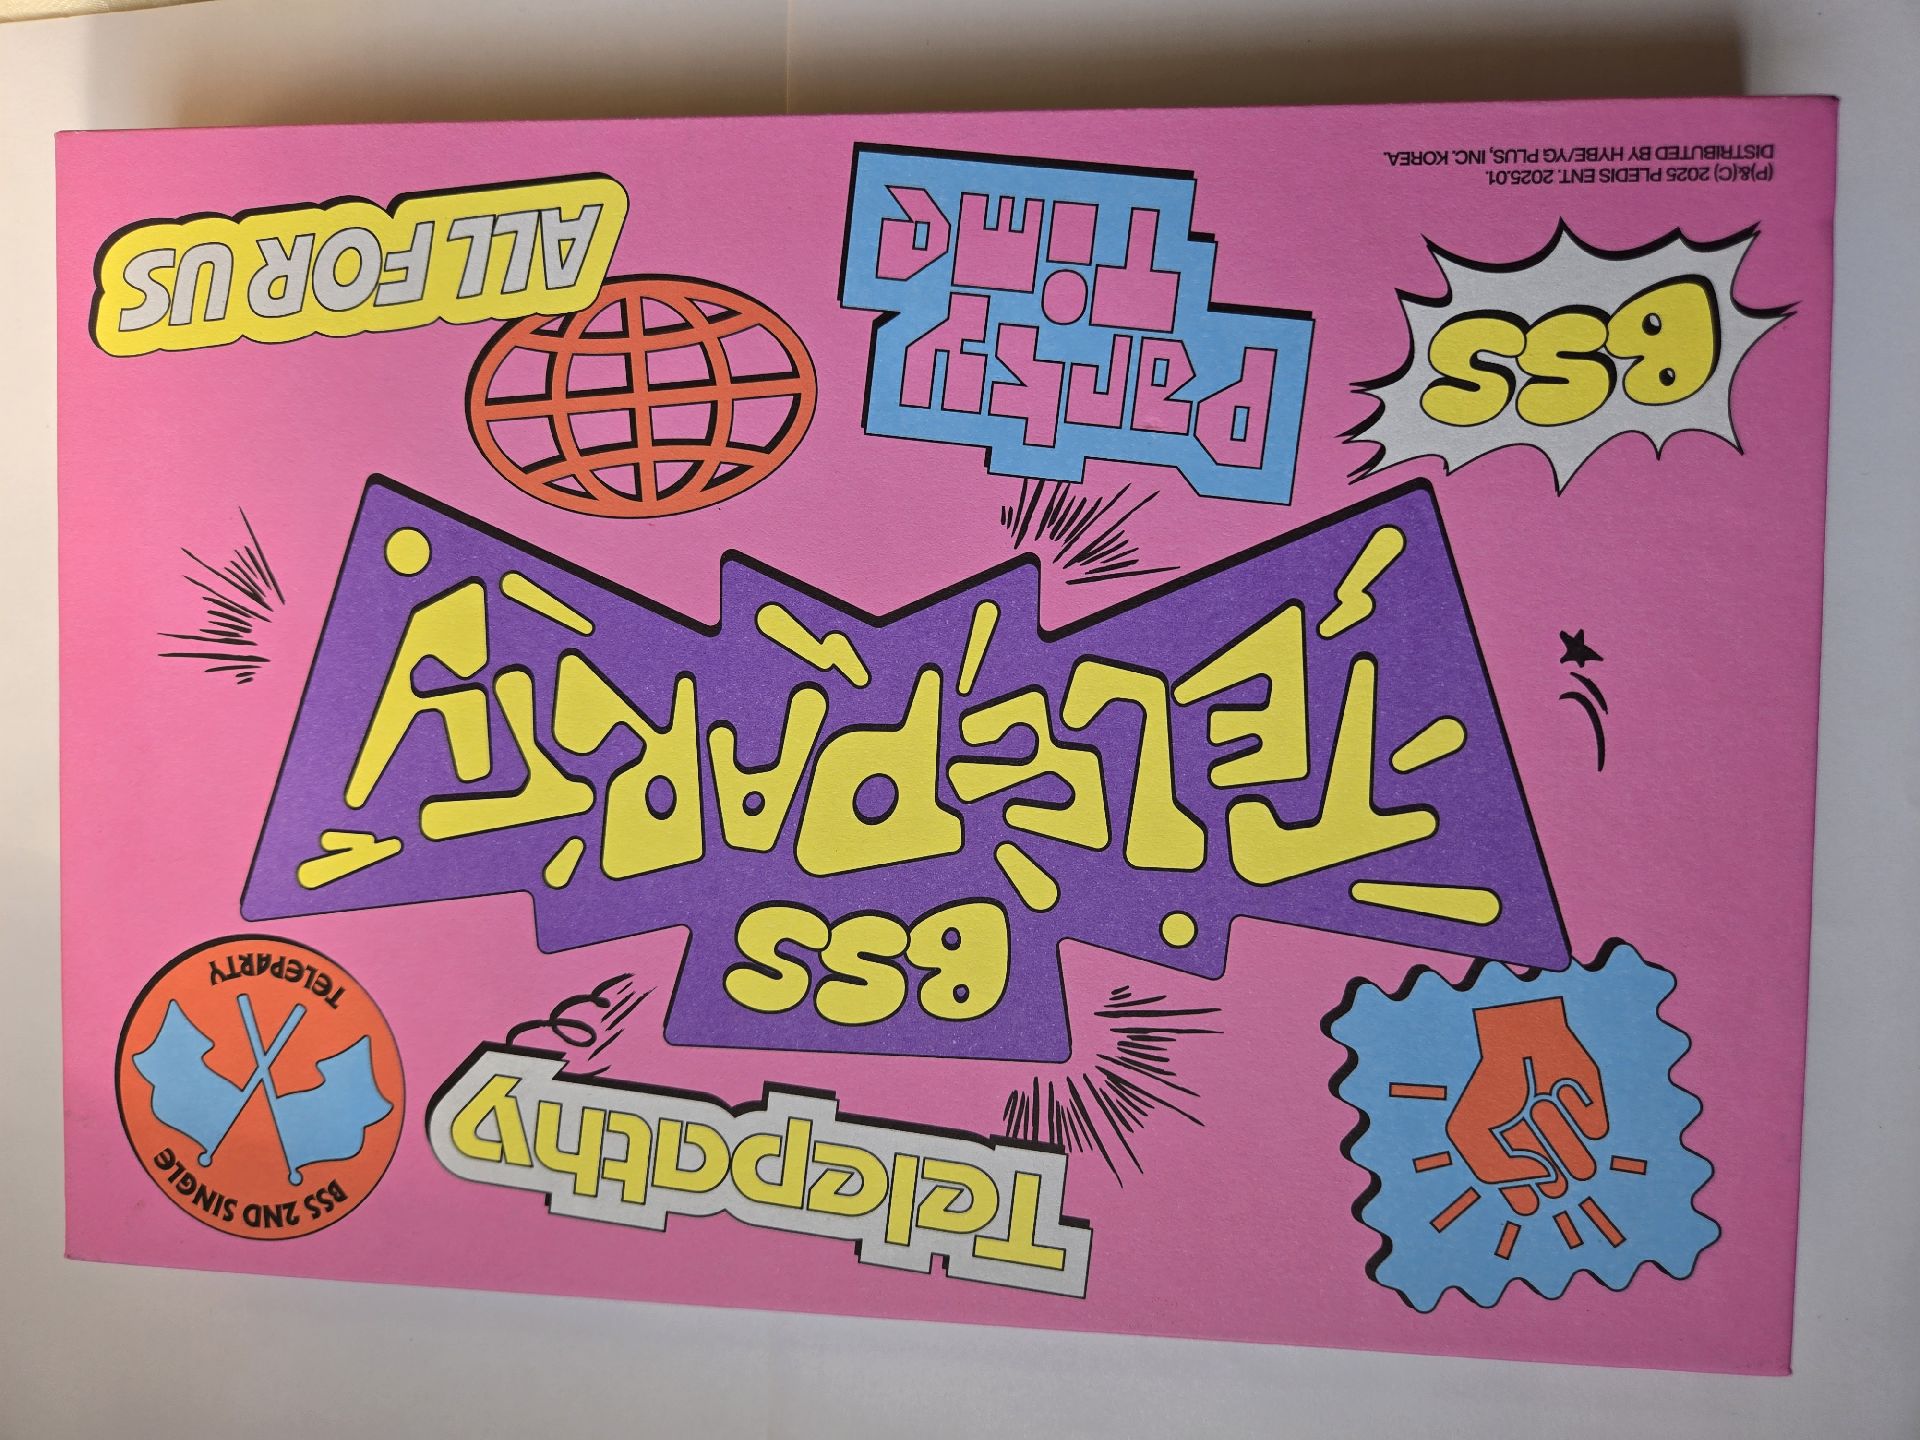 Telepathy
BSS 2ND SINGLE
TELEPARTY
BSS
TELEPARTY
BSS
Party
Time
ALL FOR US
(P)&(C) 2025 PLEDIS ENT. 2025.01.
DISTRIBUTED BY HYBE/YG PLUS, INC. KOREA.